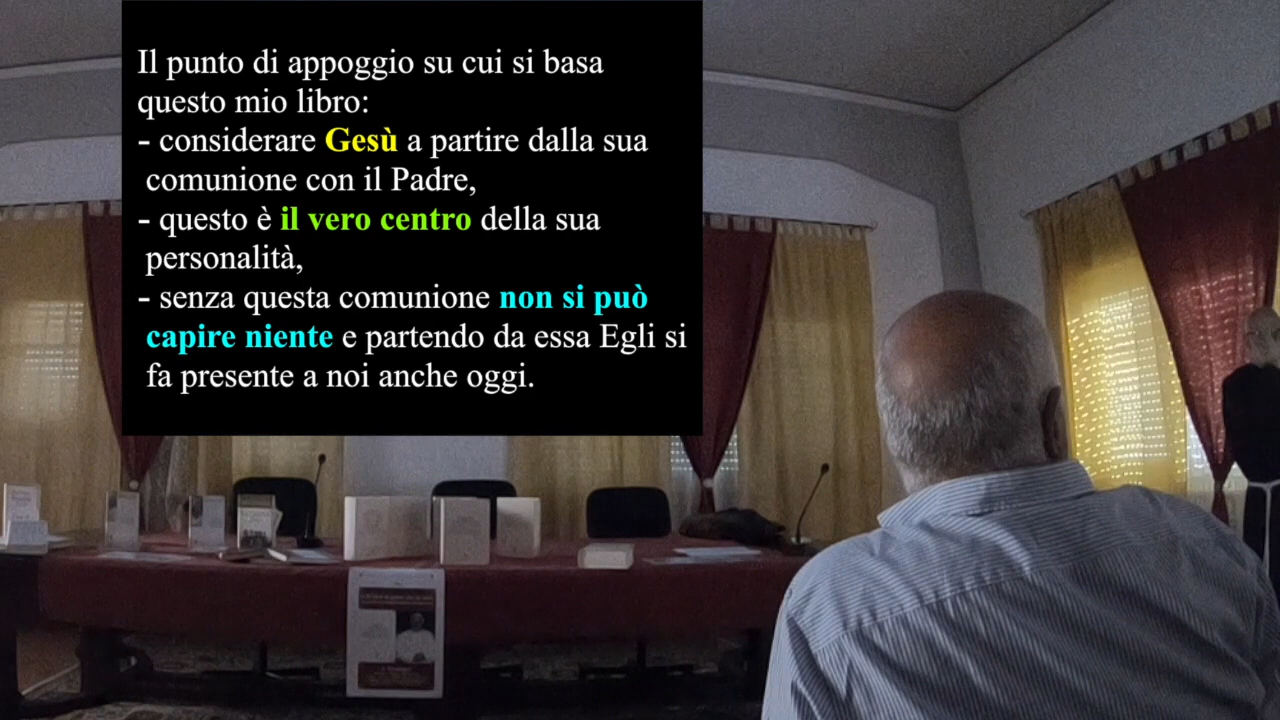 Il punto di appoggio su cui si basa
questo mio libro:
- considerare Gesù a partire dalla sua
comunione con il Padre,
- questo è il vero centro della sua
personalità,
- senza questa comunione non si può
capire niente e partendo da essa Egli si
fa presente a noi anche oggi.